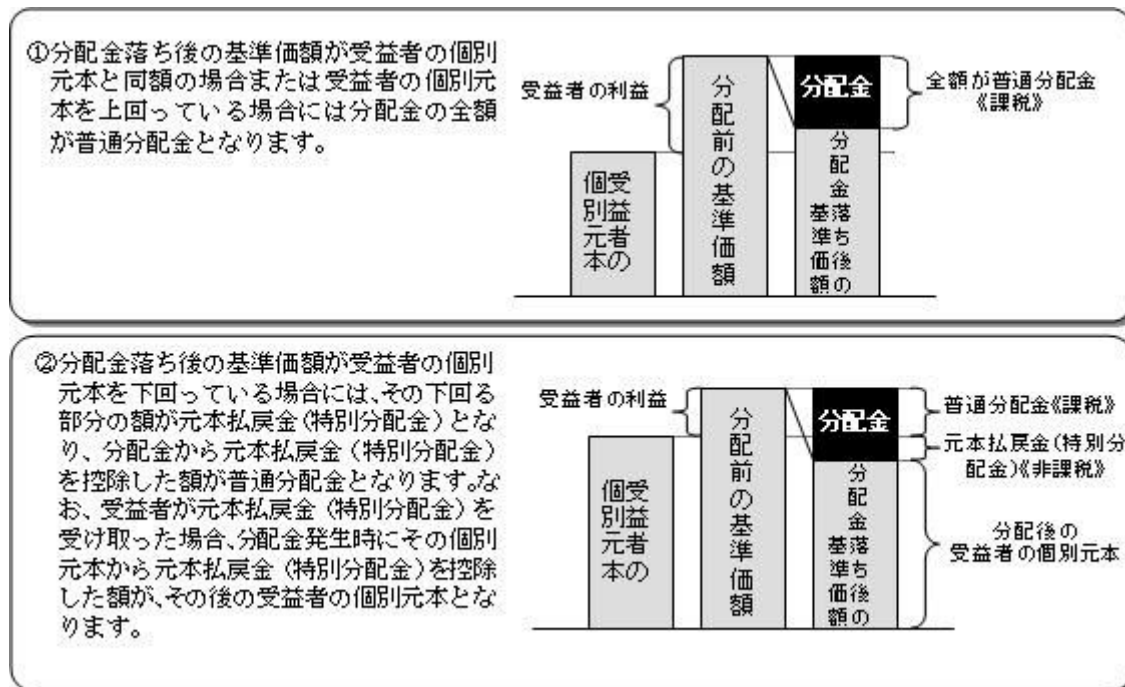 ①分配金落ち後の基準価額が受益者の個別
元本と同額の場合または受益者の個別元
本を上回っている場合には分配金の全額
が普通分配金となります。
受益者の利益
受益者の
個別元本
分配前の基準価額
分配金
分配金落ち後の
基準価額
全額が普通分配金
《課税》
②分配金落ち後の基準価額が受益者の個別
元本を下回っている場合には、その下回る
部分の額が元本払戻金(特別分配金)とな
り、分配金から元本払戻金(特別分配金)
を控除した額が普通分配金となります。な
お、受益者が元本払戻金(特別分配金)を
受け取った場合、分配金発生時にその個別
元本から元本払戻金(特別分配金)を控除
した額が、その後の受益者の個別元本とな
ります。
受益者の利益
受益者の
個別元本
分配前の基準価額
分配金
分配金落ち後の
基準価額
普通分配金《課税》
元本払戻金(特別分
配金)《非課税》
分配後の
受益者の個別元本